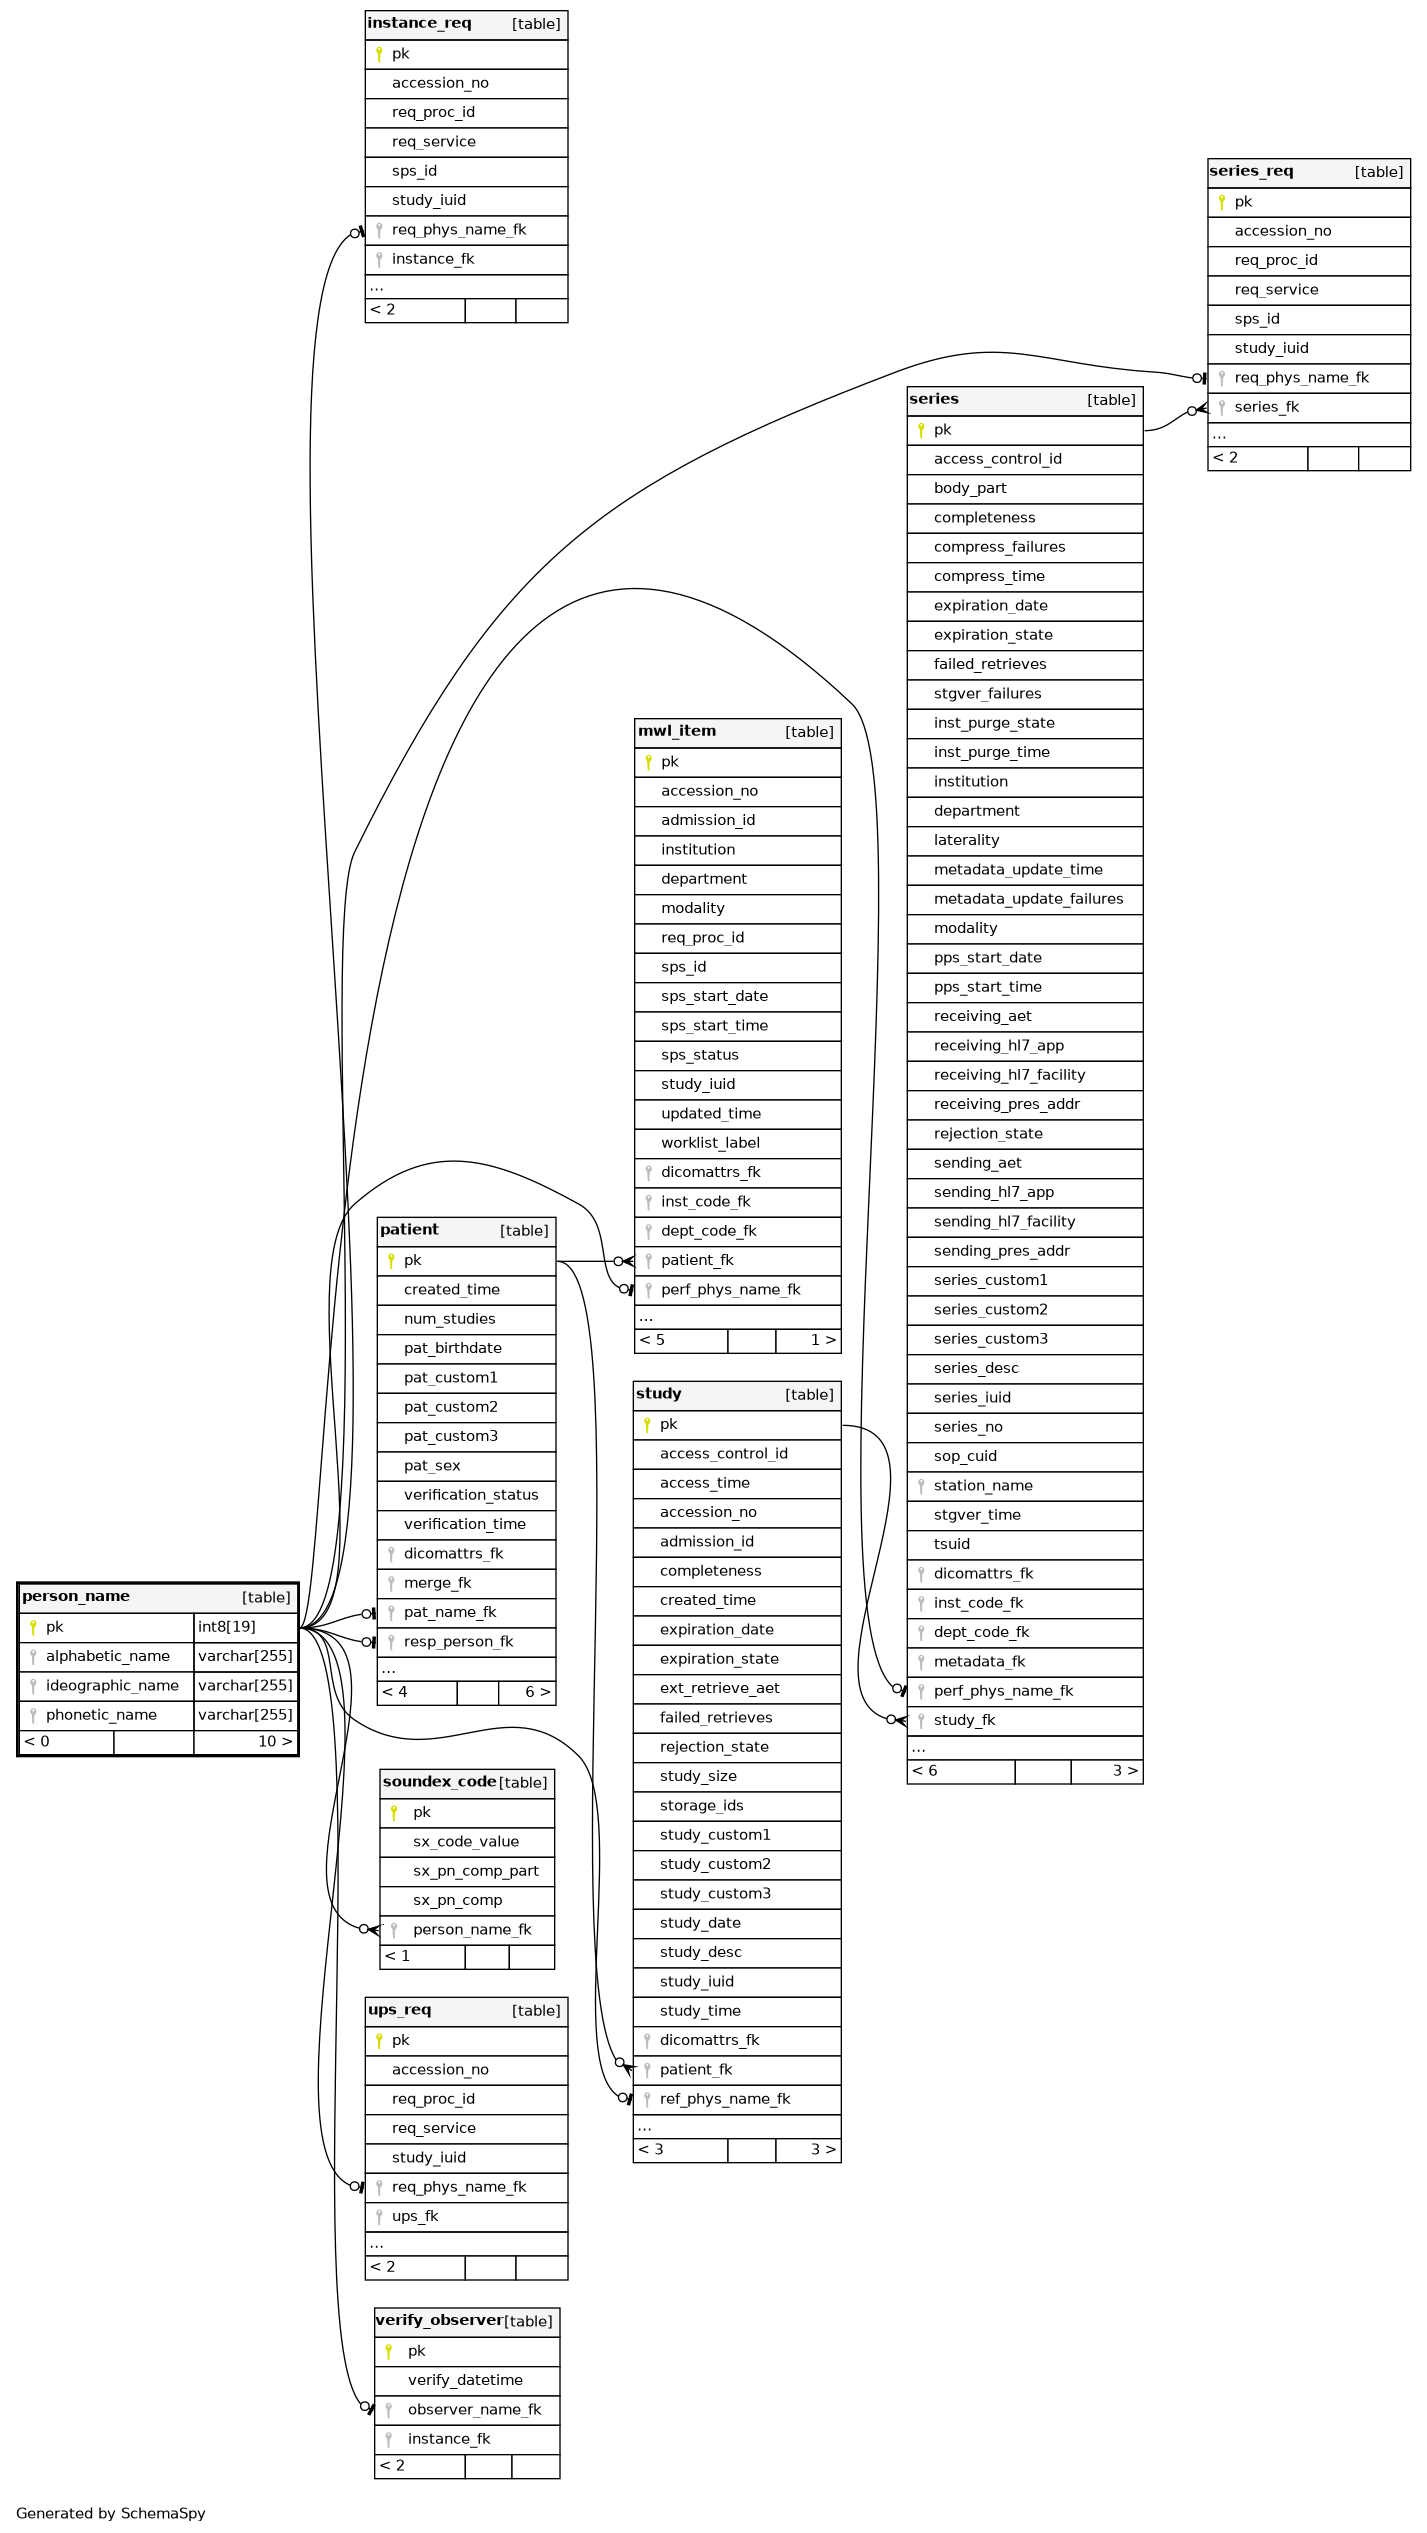 instance_req [table]
pk
accession_no
req_proc_id
req_service
sps_id
study_iuid
req_phys_name_fk
instance_fk
...
< 2
series_req [table]
pk
accession_no
req_proc_id
req_service
sps_id
study_iuid
req_phys_name_fk
series_fk
...
< 2
series [table]
pk
access_control_id
body_part
completeness
compress_failures
compress_time
expiration_date
expiration_state
failed_retrieves
stgver_failures
inst_purge_state
inst_purge_time
institution
department
laterality
metadata_update_time
metadata_update_failures
modality
pps_start_date
pps_start_time
receiving_aet
receiving_hl7_app
receiving_hl7_facility
receiving_pres_addr
rejection_state
sending_aet
sending_hl7_app
sending_hl7_facility
sending_pres_addr
series_custom1
series_custom2
series_custom3
series_desc
series_iuid
series_no
sop_cuid
station_name
stgver_time
tsuid
dicomattrs_fk
inst_code_fk
dept_code_fk
metadata_fk
perf_phys_name_fk
study_fk
...
< 6 3 >
mwl_item [table]
pk
accession_no
admission_id
institution
department
modality
req_proc_id
sps_id
sps_start_date
sps_start_time
sps_status
study_iuid
updated_time
worklist_label
dicomattrs_fk
inst_code_fk
dept_code_fk
patient_fk
perf_phys_name_fk
...
< 5 1 >
patient [table]
pk
created_time
num_studies
pat_birthdate
pat_custom1
pat_custom2
pat_custom3
pat_sex
verification_status
verification_time
dicomattrs_fk
merge_fk
pat_name_fk
resp_person_fk
...
< 4 6 >
study [table]
pk
access_control_id
access_time
accession_no
admission_id
completeness
created_time
expiration_date
expiration_state
ext_retrieve_aet
failed_retrieves
rejection_state
study_size
storage_ids
study_custom1
study_custom2
study_custom3
study_date
study_desc
study_iuid
study_time
dicomattrs_fk
patient_fk
ref_phys_name_fk
...
< 3 3 >
person_name [table]
pk int8[19]
alphabetic_name varchar[255]
ideographic_name varchar[255]
phonetic_name varchar[255]
< 0 10 >
soundex_code [table]
pk
sx_code_value
sx_pn_comp_part
sx_pn_comp
person_name_fk
< 1
ups_req [table]
pk
accession_no
req_proc_id
req_service
study_iuid
req_phys_name_fk
ups_fk
...
< 2
verify_observer [table]
pk
verify_datetime
observer_name_fk
instance_fk
< 2
Generated by SchemaSpy